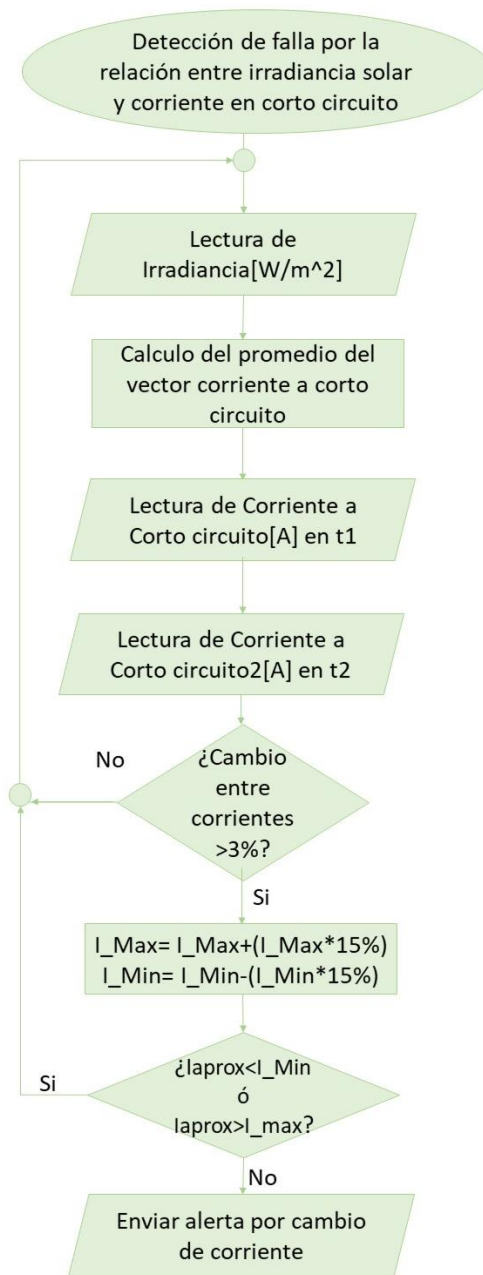 Detección de falla por la
relación entre irradiancia solar
y corriente en corto circuito
Lectura de
Irradiancia[W/m^2]
Calculo del promedio del
vector corriente a corto
circuito
Lectura de Corriente a
Corto circuito[A] en t1
Lectura de Corriente a
Corto circuito2[A] en t2
No
¿Cambio
entre
corrientes
>3%?
Si
I_Max= I_Max+(I_Max*15%)
I_Min= I_Min-(I_Min*15%)
Si
¿Iaprox<I_Min
ó
Iaprox>I_max?
No
Enviar alerta por cambio
de corriente